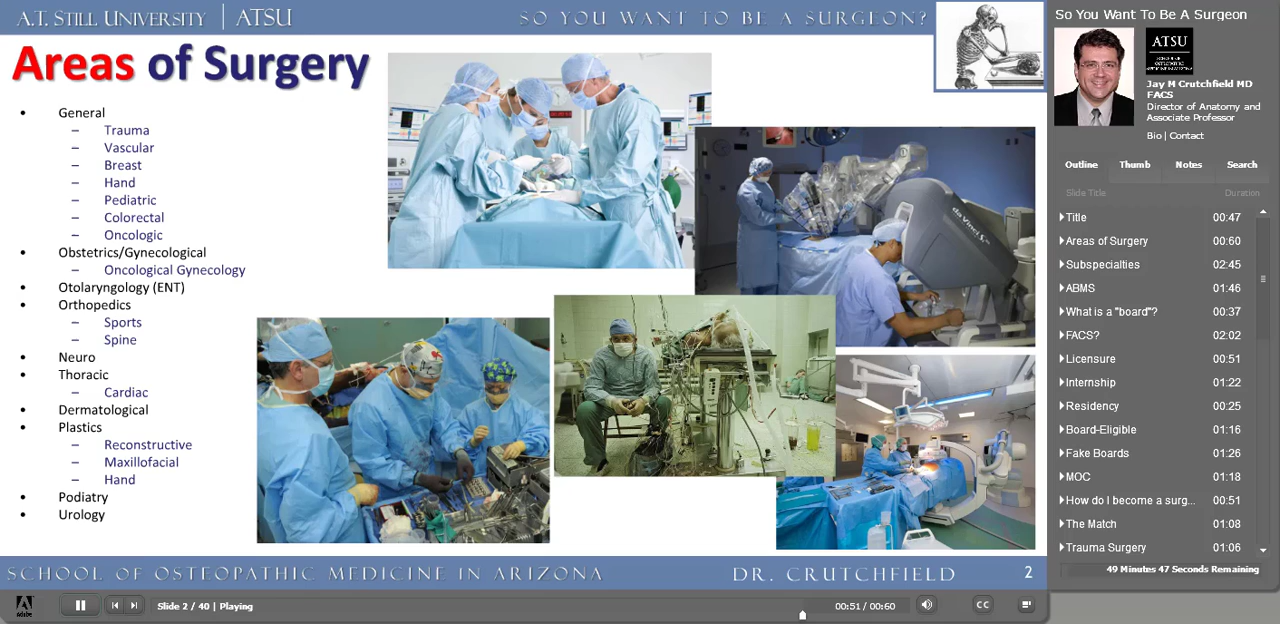 A.T. STILL UNIVERSITY | ATSU
SO YOU WANT TO BE A SURGEON?
Areas of Surgery
• General
– Trauma
– Vascular
– Breast
– Hand
– Pediatric
– Colorectal
– Oncologic
• Obstetrics/Gynecological
– Oncological Gynecology
• Otolaryngology (ENT)
• Orthopedics
– Sports
– Spine
• Neuro
• Thoracic
– Cardiac
• Dermatological
• Plastics
– Reconstructive
– Maxillofacial
– Hand
• Podiatry
• Urology
da Vinci S
SCHOOL OF OSTEOPATHIC MEDICINE IN ARIZONA
DR. CRUTCHFIELD
2
Adobe
Slide 2 / 40 | Playing
00:51 / 00:60
CC
So You Want To Be A Surgeon
ATSU
Jay M Crutchfield MD
FACS
Director of Anatomy and
Associate Professor
Bio | Contact
Outline Thumb Notes Search
Slide Title Duration
Title 00:47
Areas of Surgery 00:60
Subspecialties 02:45
ABMS 01:46
What is a "board"? 00:37
FACS? 02:02
Licensure 00:51
Internship 01:22
Residency 00:25
Board-Eligible 01:16
Fake Boards 01:26
MOC 01:18
How do I become a surg... 00:51
The Match 01:08
Trauma Surgery 01:06
49 Minutes 47 Seconds Remaining